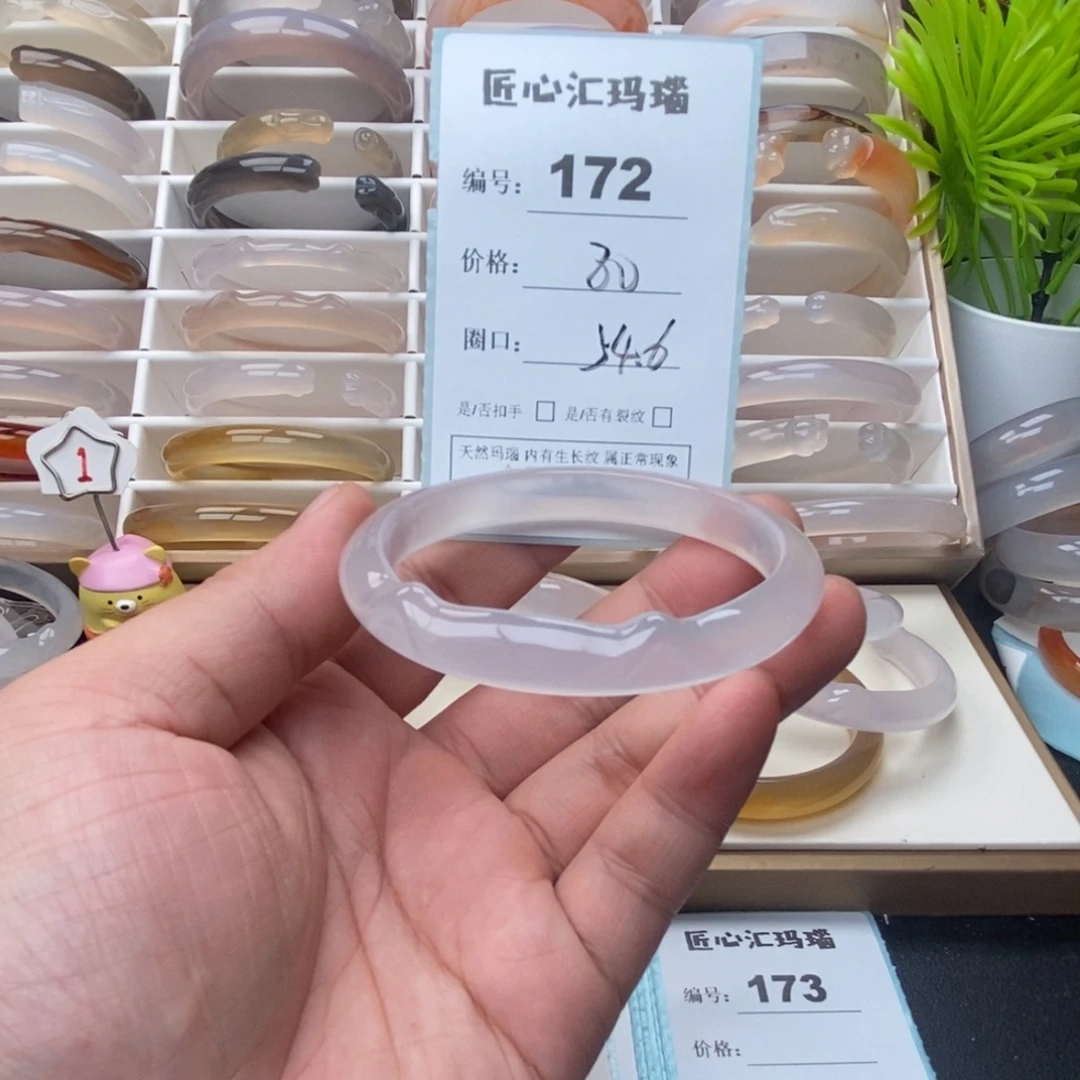 匠心汇玛瑙
编号: 172
价格: 80
圈口: 54.6
是/否扣手 □ 是/否有裂纹 □
天然玛瑙 内有生长纹 属正常现象
1
匠心汇玛瑙
编号: 173
价格: